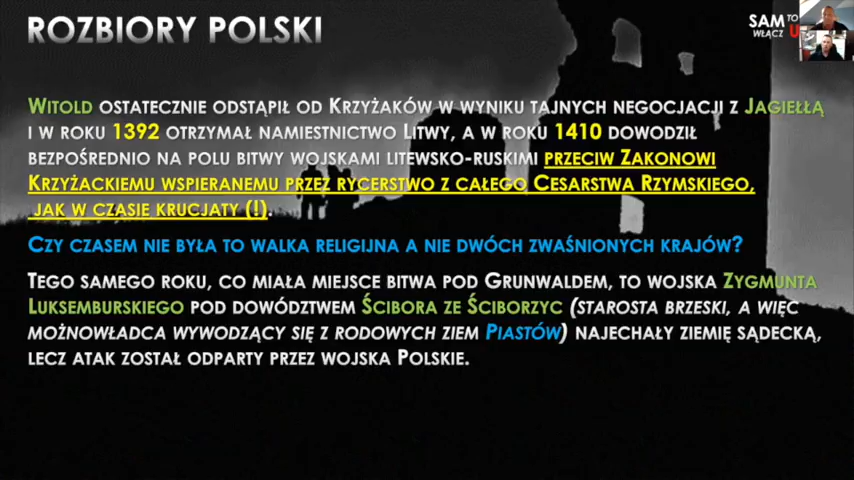 ROZBIORY POLSKI
SAM TO
WŁĄCZ U
WITOLD OSTATECZNIE ODSTĄPIŁ OD KRZYŻAKÓW W WYNIKU TAJNYCH NEGOCJACJI Z JAGIEŁŁĄ
I W ROKU 1392 OTRZYMAŁ NAMIESTNICTWO LITWY, A W ROKU 1410 DOWODZIŁ
BEZPOŚREDNIO NA POLU BITWY WOJSKAMI LITEWSKO-RUSKIMI PRZECIW ZAKONOWI
KRZYŻACKIEMU WSPIERANEMU PRZEZ RYCERSTWO Z CAŁEGO CESARSTWA RZYMSKIEGO,
JAK W CZASIE KRUCJATY (!).
CZY CZASEM NIE BYŁA TO WALKA RELIGIJNA A NIE DWÓCH ZWAŚNIONYCH KRAJÓW?
TEGO SAMEGO ROKU, CO MIAŁA MIEJSCE BITWA POD GRUNWALDEM, TO WOJSKA ZYGMUNTA
LUKSEMBURSKIEGO POD DOWÓDZTWEM ŚCIBORA ZE ŚCIBORZYC (STAROSTA BRZESKI, A WIĘC
MOŻNOWŁADCA WYWODZĄCY SIĘ Z RODOWYCH ZIEM PIASTÓW) NAJECHAŁY ZIEMIĘ SĄDECKĄ,
LECZ ATAK ZOSTAŁ ODPARTY PRZEZ WOJSKA POLSKIE.